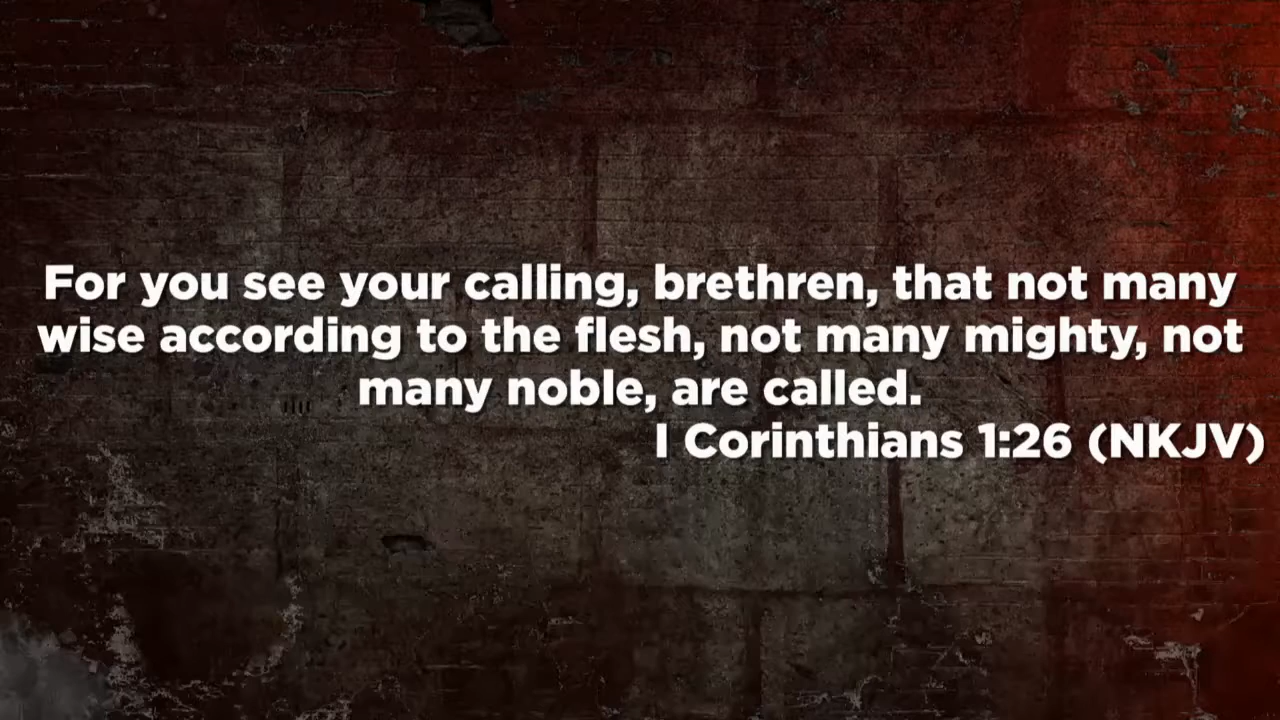 For you see your calling, brethren, that not many
wise according to the flesh, not many mighty, not
many noble, are called.
I Corinthians 1:26 (NKJV)